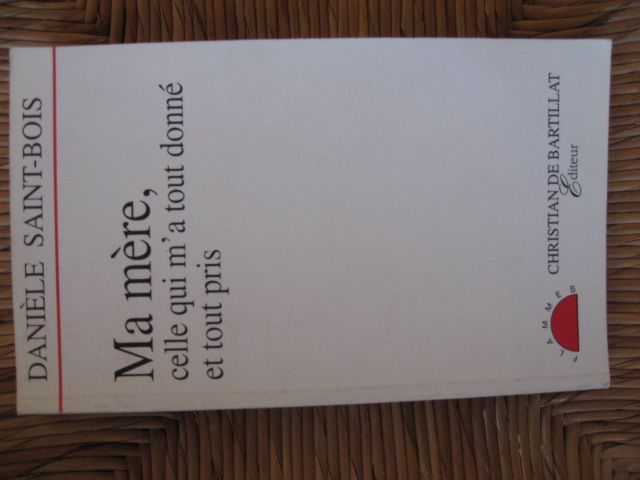 DANIÈLE SAINT-BOIS
Ma mère,
celle qui m'a tout donné
et tout pris
FLAMMES
CHRISTIAN DE BARTILLAT
Éditeur